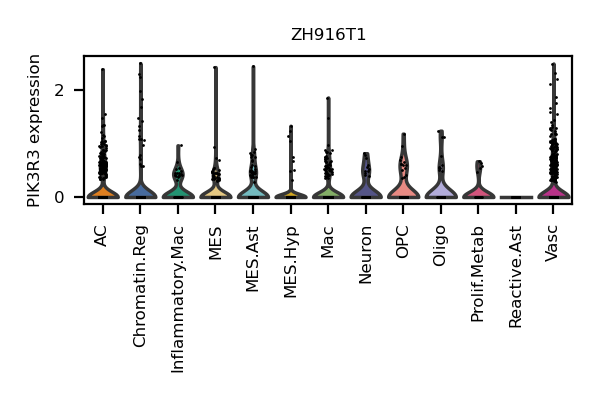 ZH916T1
PIK3R3 expression
2
0
AC
Chromatin.Reg
Inflammatory.Mac
MES
MES.Ast
MES.Hyp
Mac
Neuron
OPC
Oligo
Prolif.Metab
Reactive.Ast
Vasc